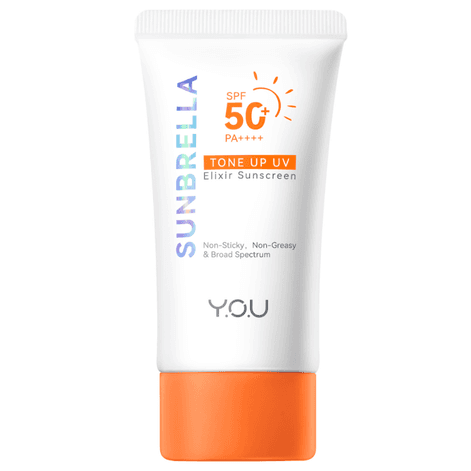 SUNBRELLA
SPF
50+
PA++++
TONE UP UV
Elixir Sunscreen
Non-Sticky, Non-Greasy
& Broad Spectrum
Y.O.U